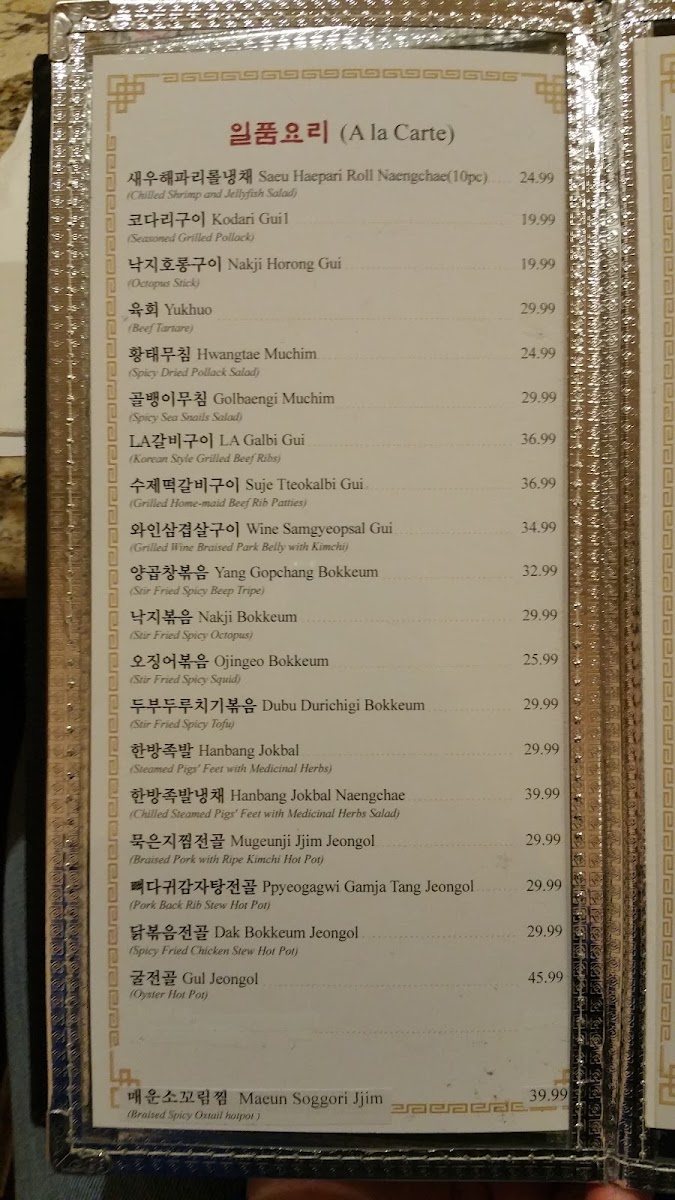 일품요리 (A la Carte)
새우해파리롤냉채 Saeu Haepari Roll Naengchae(10pc) 24.99
(Chilled Shrimp and Jellyfish Salad)
코다리구이 Kodari Gui1 19.99
(Seasoned Grilled Pollack)
낙지호롱구이 Nakji Horong Gui 19.99
(Octopus Stick)
육회 Yukhuo 29.99
(Beef Tartare)
황태무침 Hwangtae Muchim 24.99
(Spicy Dried Pollack Salad)
골뱅이무침 Golbaengi Muchim 29.99
(Spicy Sea Snails Salad)
LA갈비구이 LA Galbi Gui 36.99
(Korean Style Grilled Beef Ribs)
수제떡갈비구이 Suje Tteokalbi Gui 36.99
(Grilled Home-maid Beef Rib Patties)
와인삼겹살구이 Wine Samgyeopsal Gui 34.99
(Grilled Wine Braised Park Belly with Kimchi)
양곱창볶음 Yang Gopchang Bokkeum 32.99
(Stir Fried Spicy Beep Tripe)
낙지볶음 Nakji Bokkeum 29.99
(Stir Fried Spicy Octopus)
오징어볶음 Ojingeo Bokkeum 25.99
(Stir Fried Spicy Squid)
두부두루치기볶음 Dubu Durichigi Bokkeum 29.99
(Stir Fried Spicy Tofu)
한방족발 Hanbang Jokbal 29.99
(Steamed Pigs' Feet with Medicinal Herbs)
한방족발냉채 Hanbang Jokbal Naengchae 39.99
(Chilled Steamed Pigs' Feet with Medicinal Herbs Salad)
묵은지찜전골 Mugeunji Jjim Jeongol 29.99
(Braised Pork with Ripe Kimchi Hot Pot)
뼈다귀감자탕전골 Ppyeogagwi Gamja Tang Jeongol 29.99
(Pork Back Rib Stew Hot Pot)
닭볶음전골 Dak Bokkeum Jeongol 29.99
(Spicy Fried Chicken Stew Hot Pot)
굴전골 Gul Jeongol 45.99
(Oyster Hot Pot)
매운소꼬리찜 Maeun Soggori Jjim 39.99
(Braised Spicy Oxtail hotpot )